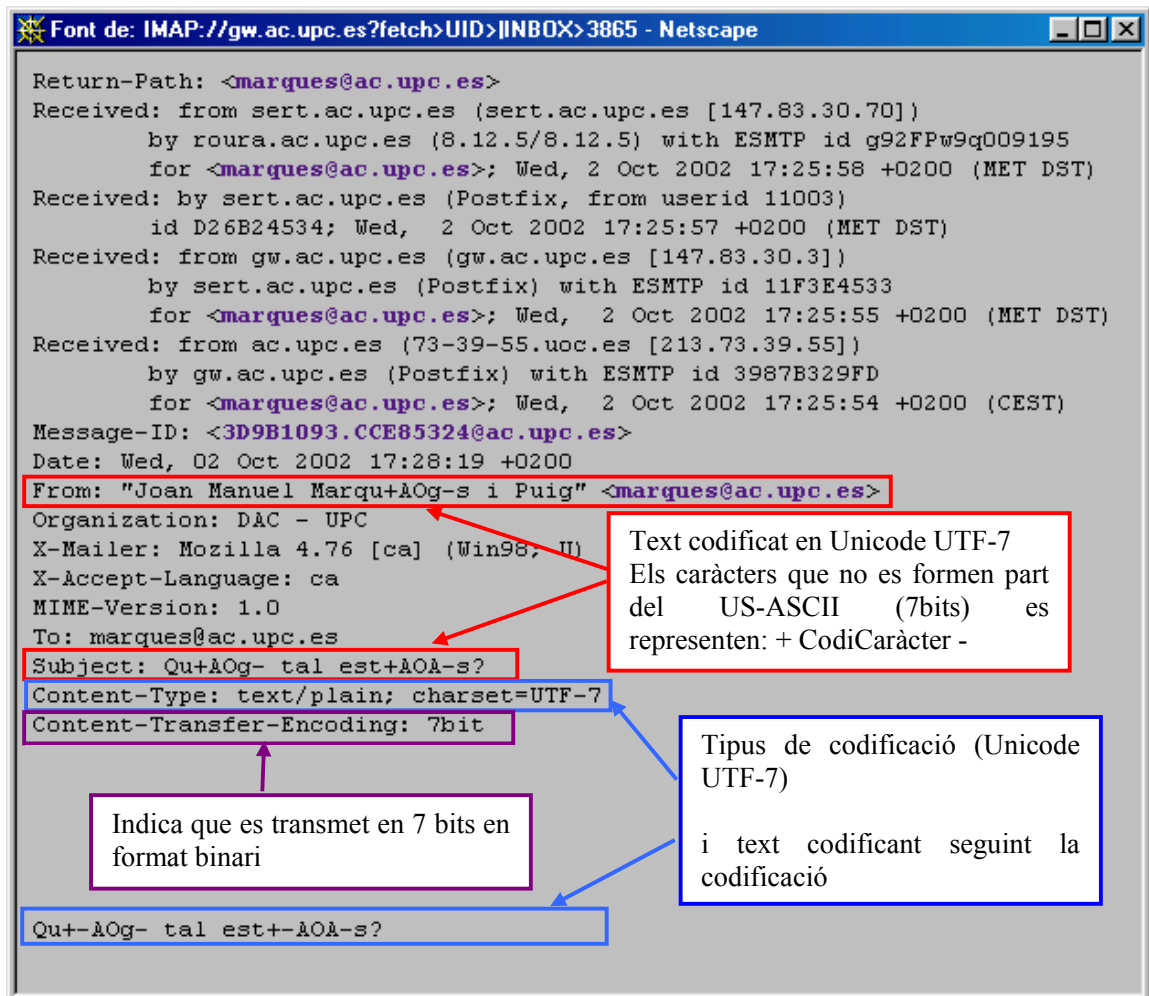 Font de: IMAP://gw.ac.upc.es?fetch>UID>|INBOX>3865 - Netscape
Return-Path: <marques@ac.upc.es>
Received: from sert.ac.upc.es (sert.ac.upc.es [147.83.30.70])
by roura.ac.upc.es (8.12.5/8.12.5) with ESMTP id g92FPw9q009195
for <marques@ac.upc.es>; Wed, 2 Oct 2002 17:25:58 +0200 (MET DST)
Received: by sert.ac.upc.es (Postfix, from userid 11003)
id D26B24534; Wed,  2 Oct 2002 17:25:57 +0200 (MET DST)
Received: from gw.ac.upc.es (gw.ac.upc.es [147.83.30.3])
by sert.ac.upc.es (Postfix) with ESMTP id 11F3E4533
for <marques@ac.upc.es>; Wed,  2 Oct 2002 17:25:55 +0200 (MET DST)
Received: from ac.upc.es (73-39-55.uoc.es [213.73.39.55])
by gw.ac.upc.es (Postfix) with ESMTP id 3987B329FD
for <marques@ac.upc.es>; Wed,  2 Oct 2002 17:25:54 +0200 (CEST)
Message-ID: <3D9B1093.CCE85324@ac.upc.es>
Date: Wed, 02 Oct 2002 17:28:19 +0200
From: "Joan Manuel Marqu+AOg-s i Puig" <marques@ac.upc.es>
Organization: DAC - UPC
X-Mailer: Mozilla 4.76 [ca] (Win98; U)
X-Accept-Language: ca
MIME-Version: 1.0
To: marques@ac.upc.es
Subject: Qu+AOg- tal est+AOA-s?
Content-Type: text/plain; charset=UTF-7
Content-Transfer-Encoding: 7bit
Text codificat en Unicode UTF-7
Els caràcters que no es formen part
del US-ASCII (7bits) es
representen: + CodiCaràcter -
Tipus de codificació (Unicode
UTF-7)
i text codificant seguint la
codificació
Indica que es transmet en 7 bits en
format binari
Qu+-AOg- tal est+-AOA-s?